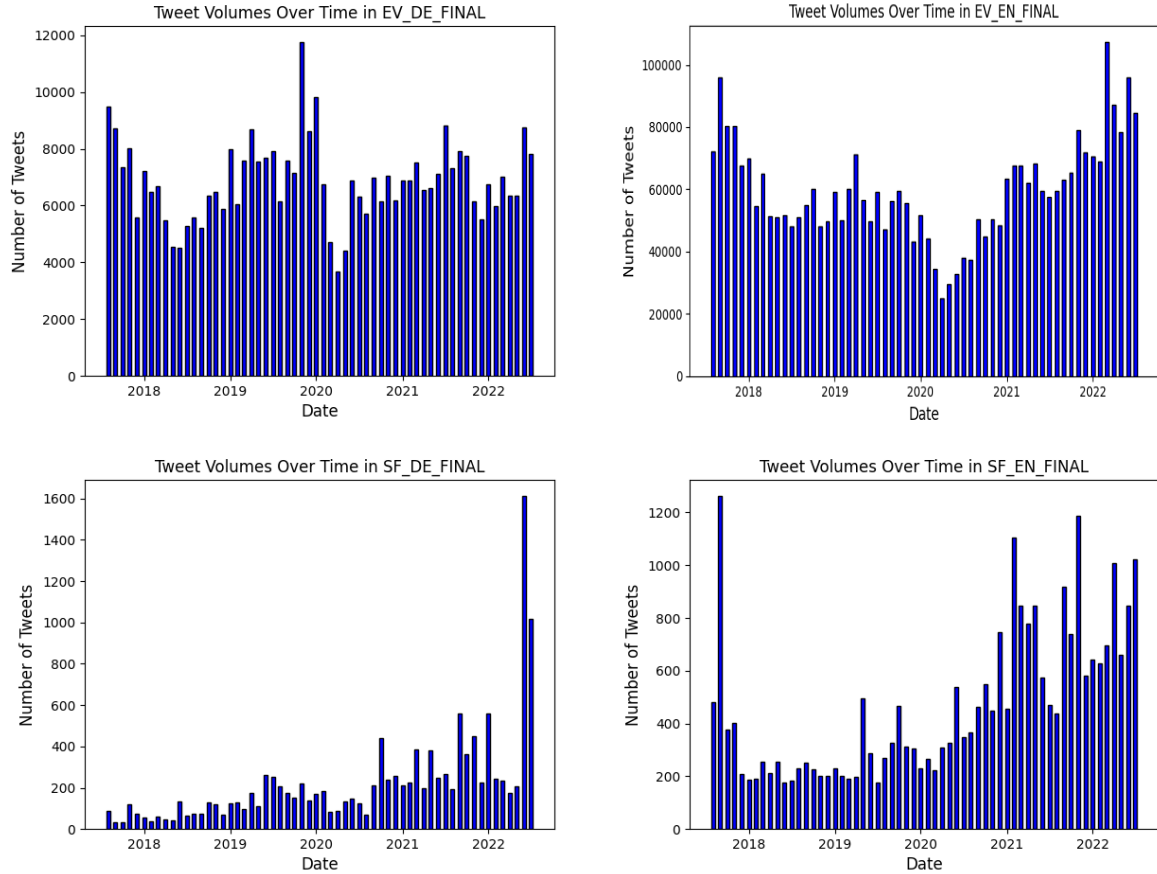 Tweet Volumes Over Time in EV_DE_FINAL
Number of Tweets
12000
10000
8000
6000
4000
2000
0
2018 2019 2020 2021 2022
Date
Tweet Volumes Over Time in EV_EN_FINAL
Number of Tweets
100000
80000
60000
40000
20000
0
2018 2019 2020 2021 2022
Date
Tweet Volumes Over Time in SF_DE_FINAL
Number of Tweets
1600
1400
1200
1000
800
600
400
200
0
2018 2019 2020 2021 2022
Date
Tweet Volumes Over Time in SF_EN_FINAL
Number of Tweets
1200
1000
800
600
400
200
0
2018 2019 2020 2021 2022
Date